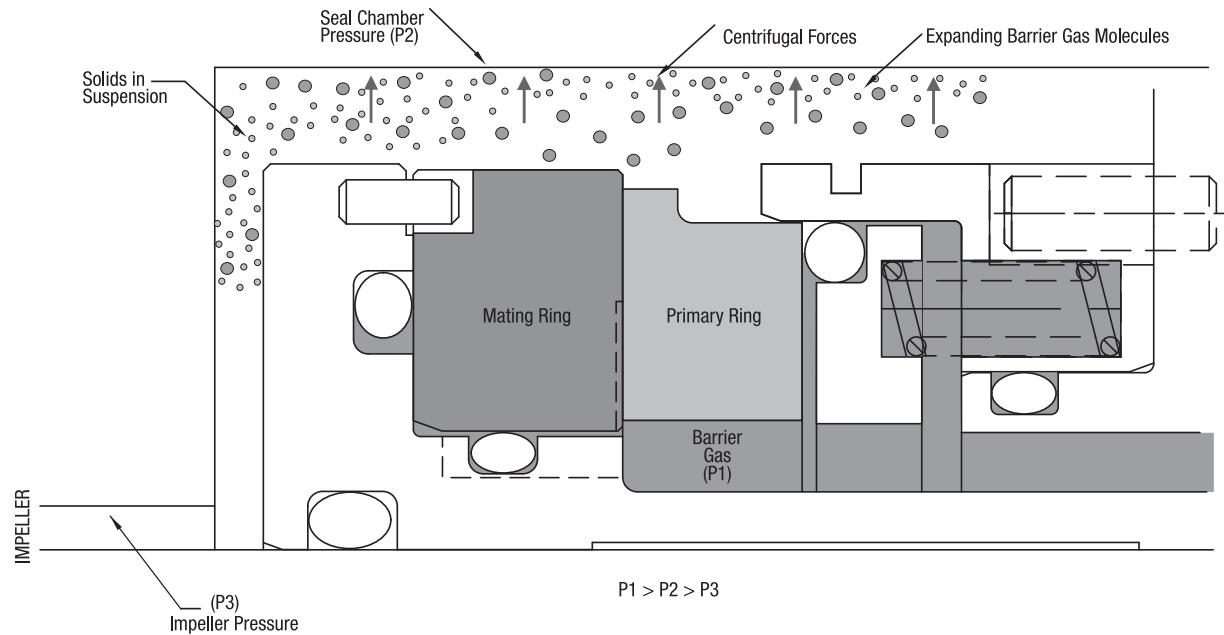 Seal Chamber
Pressure (P2)
Centrifugal Forces
Expanding Barrier Gas Molecules
Solids in
Suspension
Mating Ring
Primary Ring
Barrier
Gas
(P1)
IMPELLER
(P3)
Impeller Pressure
P1 > P2 > P3